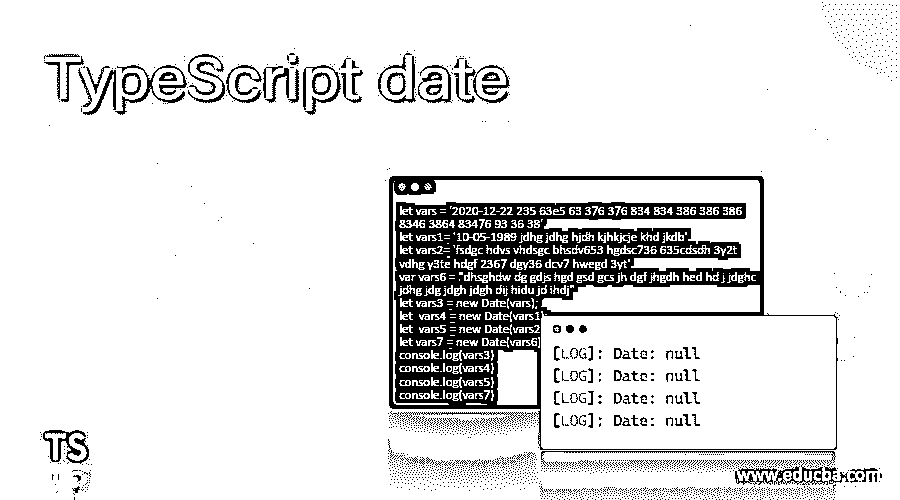 TypeScript date
let vars = '2020-12-22 235 63e5 63 376 376 834 834 386 386 386
8346 3864 83476 93 36 38'
let vars1= '10-05-1989 jdhg jdhg hjdh kjhkjcje khd jkdb'
let vars2= 'fsdgc hdvs vhdsgc bhsdv653 hgdsc736 635cdsdh 3y2t
vdhg y3te hdgf 2367 dgy36 dcv7 hwegd 3yt'
var vars6 = "dhsghdw dg gdjs hgd gsd gcs jh dgf jhgdh hed hd j jdghc
jdhg jdg jdgh jdgh dij hidu jd ihdj"
let vars3 = new Date(vars);
let vars4 = new Date(vars1)
let vars5 = new Date(vars2
let vars7 = new Date(vars6)
console.log(vars3)
console.log(vars4)
console.log(vars5)
console.log(vars7)
[LOG]: Date: null
[LOG]: Date: null
[LOG]: Date: null
[LOG]: Date: null
TS
www.educba.com